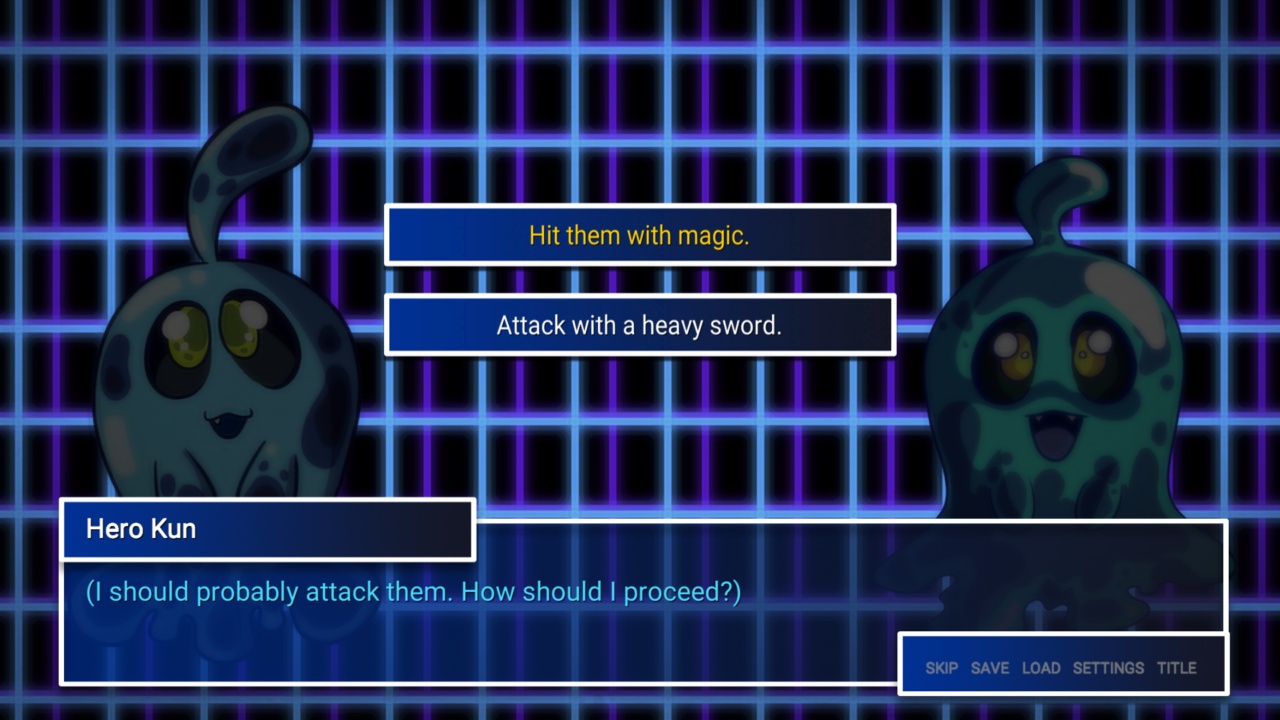 Hit them with magic.
Attack with a heavy sword.
Hero Kun
(I should probably attack them. How should I proceed?)
SKIP SAVE LOAD SETTINGS TITLE